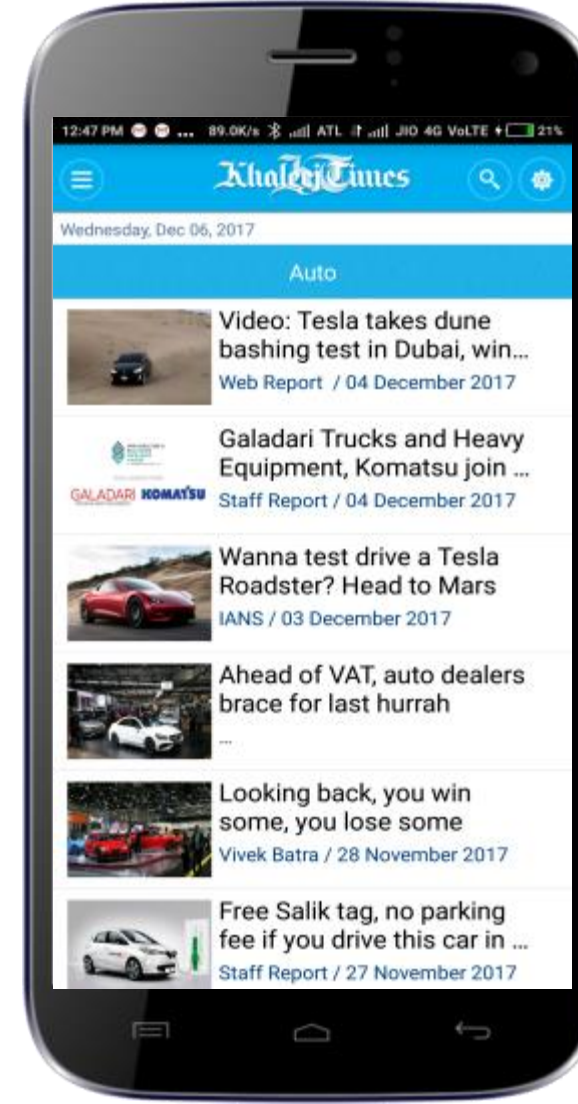 12:47 PM ... 89.0K/s ATL JIO 4G VoLTE 21%
Khaleej Times
Wednesday, Dec 06, 2017
Auto
Video: Tesla takes dune
bashing test in Dubai, win...
Web Report / 04 December 2017
Galadari Trucks and Heavy
Equipment, Komatsu join ...
GALADARI KOMATSU
Staff Report / 04 December 2017
Wanna test drive a Tesla
Roadster? Head to Mars
IANS / 03 December 2017
Ahead of VAT, auto dealers
brace for last hurrah
...
Looking back, you win
some, you lose some
Vivek Batra / 28 November 2017
Free Salik tag, no parking
fee if you drive this car in ...
Staff Report / 27 November 2017